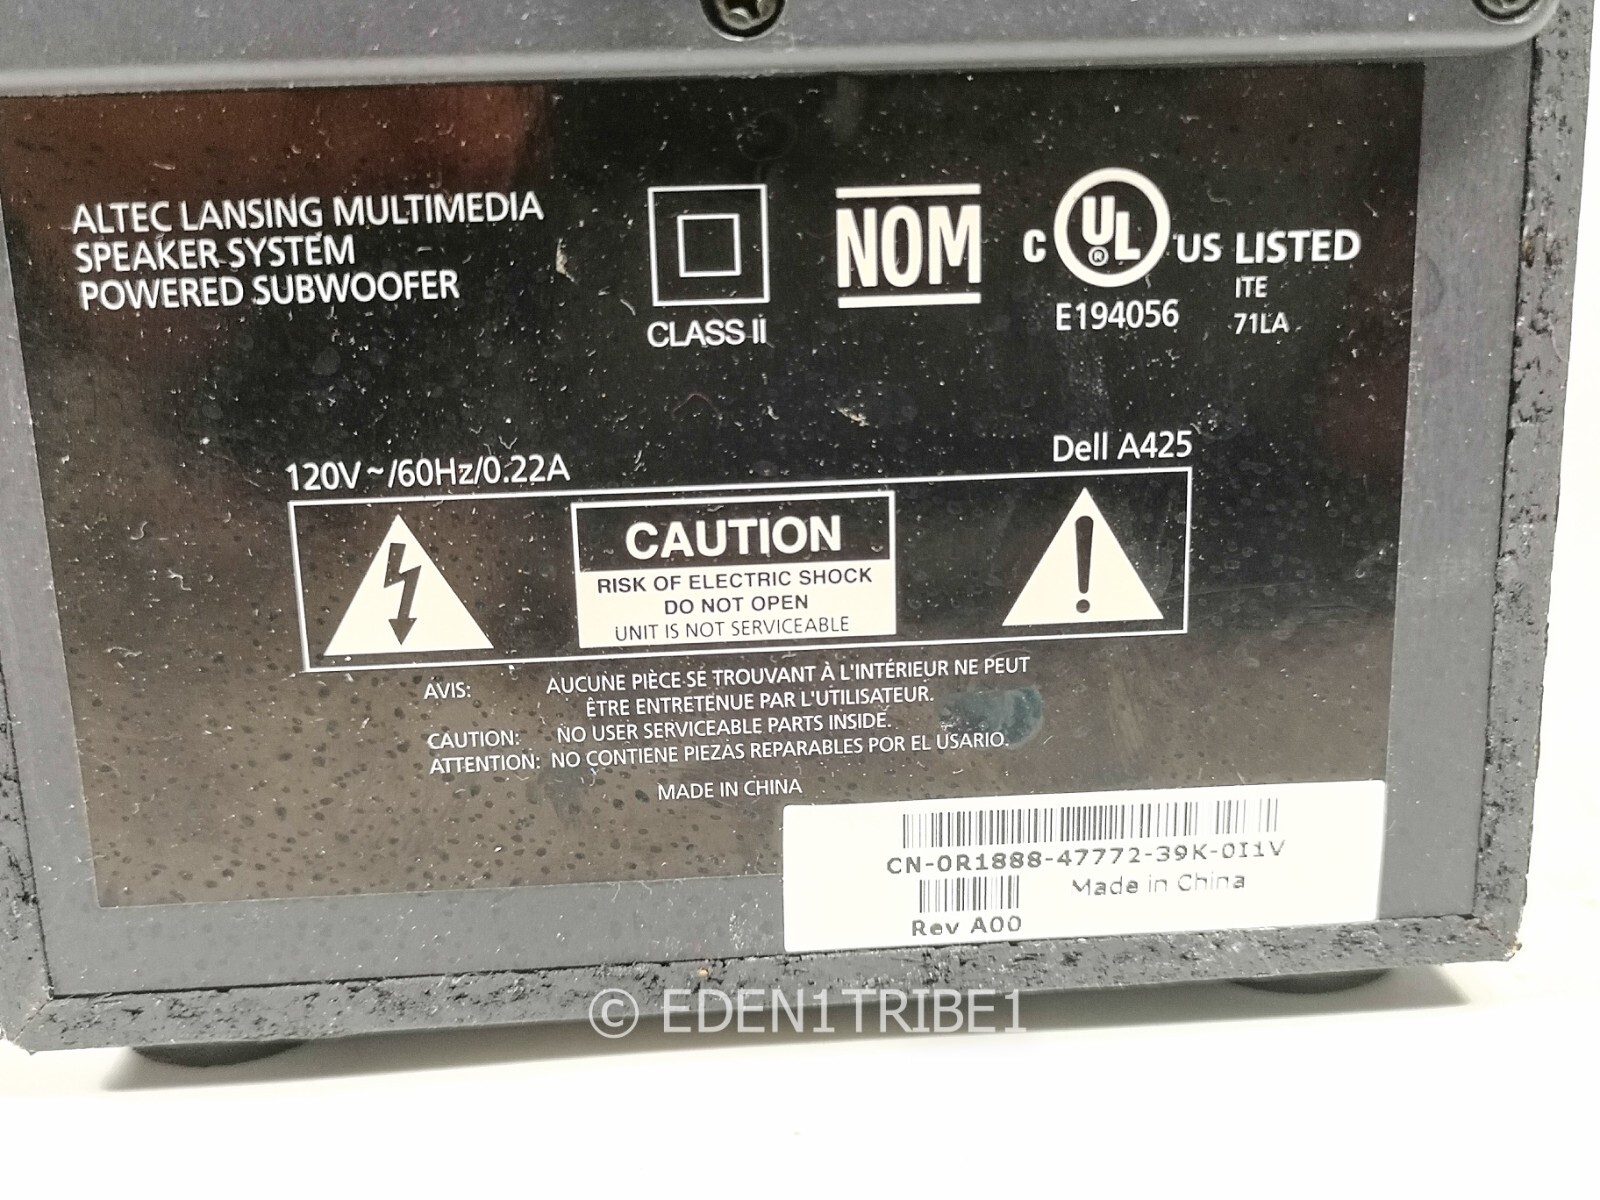 ALTEC LANSING MULTIMEDIA
SPEAKER SYSTEM
POWERED SUBWOOFER
CLASS II
NOM
C UL ® US LISTED
E194056
ITE
71LA
120V~/60Hz/0.22A
Dell A425
CAUTION
RISK OF ELECTRIC SHOCK
DO NOT OPEN
UNIT IS NOT SERVICEABLE
AVIS: AUCUNE PIÈCE SE TROUVANT À L'INTÉRIEUR NE PEUT
ÊTRE ENTRETENUE PAR L'UTILISATEUR.
CAUTION: NO USER SERVICEABLE PARTS INSIDE.
ATTENTION: NO CONTIENE PIEZAS REPARABLES POR EL USARIO.
MADE IN CHINA
CN-0R1888-47772-39K-0I1V
Made in China
Rev A00
© EDEN1TRIBE1